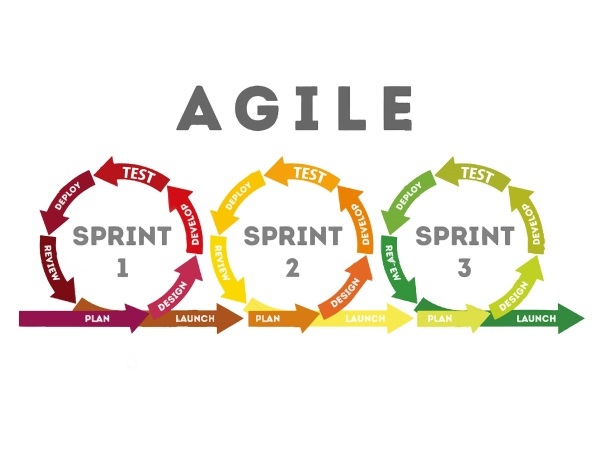 AGILE
SPRINT
1
PLAN
DESIGN
DEVELOP
TEST
DEPLOY
REVIEW
LAUNCH
SPRINT
2
PLAN
DESIGN
DEVELOP
TEST
DEPLOY
REVIEW
LAUNCH
SPRINT
3
PLAN
DESIGN
DEVELOP
TEST
DEPLOY
REVIEW
LAUNCH